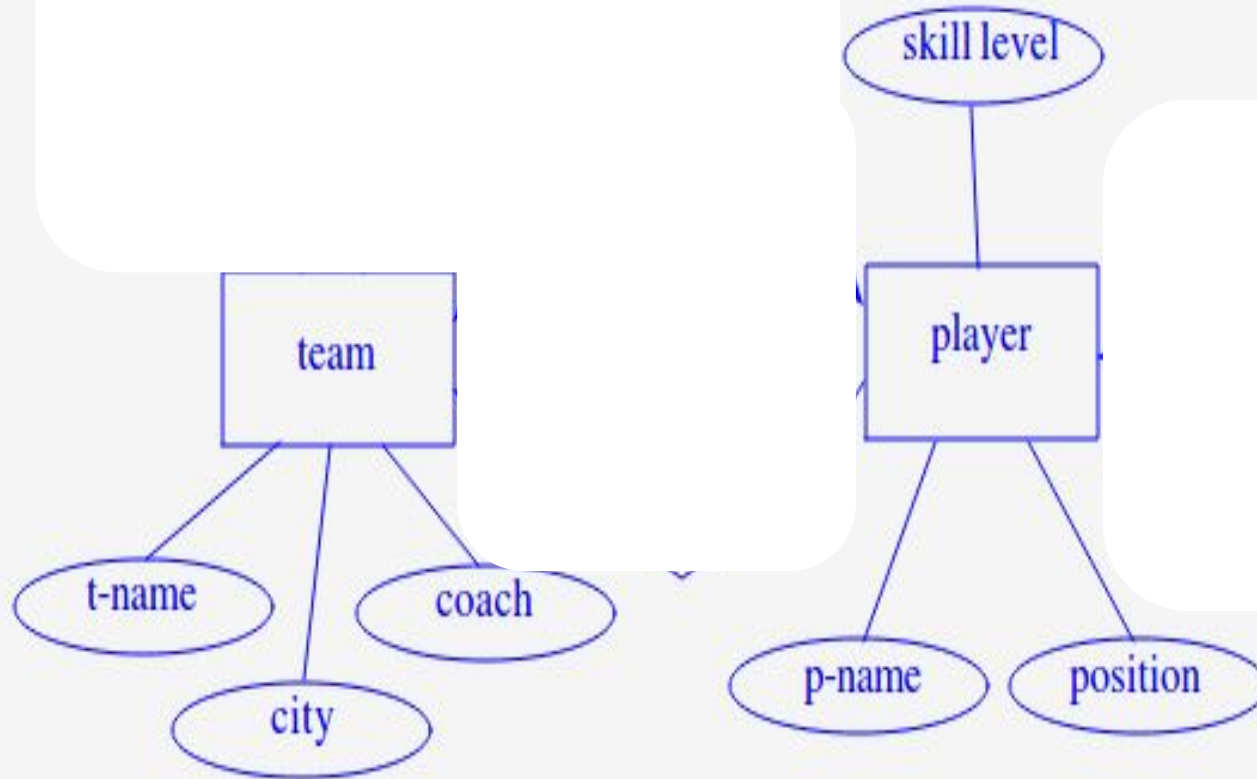 skill level
team
player
t-name
coach
city
p-name
position